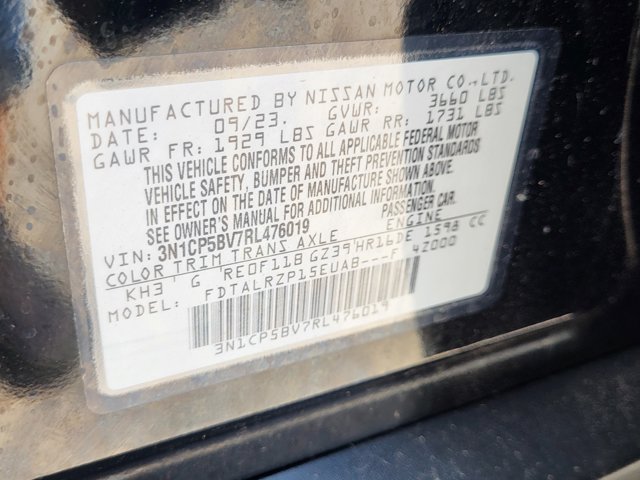 MANUFACTURED BY NISSAN MOTOR CO.,LTD.
DATE: 09/23. GVWR: 3660 LBS
GAWR FR: 1929 LBS GAWR RR: 1731 LBS
THIS VEHICLE CONFORMS TO ALL APPLICABLE FEDERAL MOTOR
VEHICLE SAFETY, BUMPER AND THEFT PREVENTION STANDARDS
IN EFFECT ON THE DATE OF MANUFACTURE SHOWN ABOVE.
SEE OWNER'S MANUAL FOR ADDITIONAL INFORMATION.
VIN: 3N1CP5BV7RL476019 PASSENGER CAR.
COLOR TRIM TRANS AXLE ENGINE
KH3 G RE0F11B GZ39 HR16DE 1598 CC
MODEL: FDTALRZP15EUAB---F 42000
3N1CP5BV7RL476019